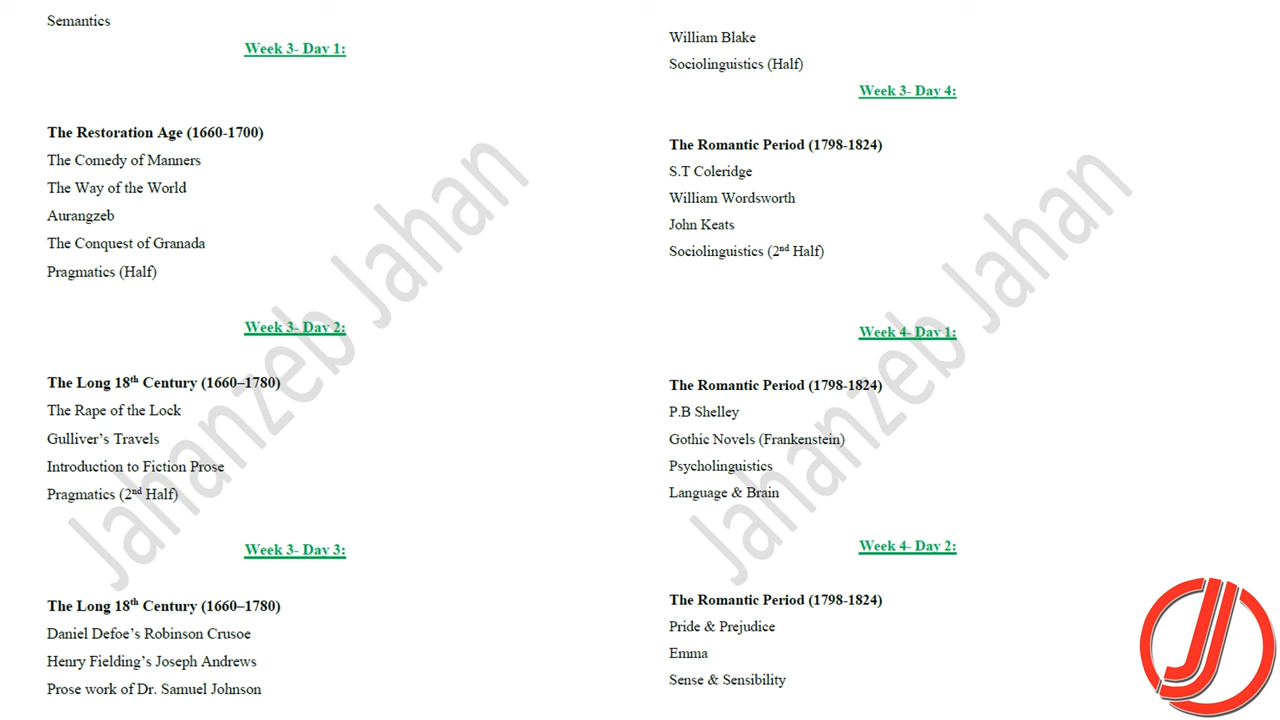 Semantics
Week 3- Day 1:
The Restoration Age (1660-1700)
The Comedy of Manners
The Way of the World
Aurangzeb
The Conquest of Granada
Pragmatics (Half)
Week 3- Day 2:
The Long 18th Century (1660–1780)
The Rape of the Lock
Gulliver’s Travels
Introduction to Fiction Prose
Pragmatics (2nd Half)
Week 3- Day 3:
The Long 18th Century (1660–1780)
Daniel Defoe’s Robinson Crusoe
Henry Fielding’s Joseph Andrews
Prose work of Dr. Samuel Johnson
Jahanzeb Jahan
William Blake
Sociolinguistics (Half)
Week 3- Day 4:
The Romantic Period (1798-1824)
S.T Coleridge
William Wordsworth
John Keats
Sociolinguistics (2nd Half)
Week 4- Day 1:
The Romantic Period (1798-1824)
P.B Shelley
Gothic Novels (Frankenstein)
Psycholinguistics
Language & Brain
Week 4- Day 2:
The Romantic Period (1798-1824)
Pride & Prejudice
Emma
Sense & Sensibility
Jahanzeb Jahan
JJ